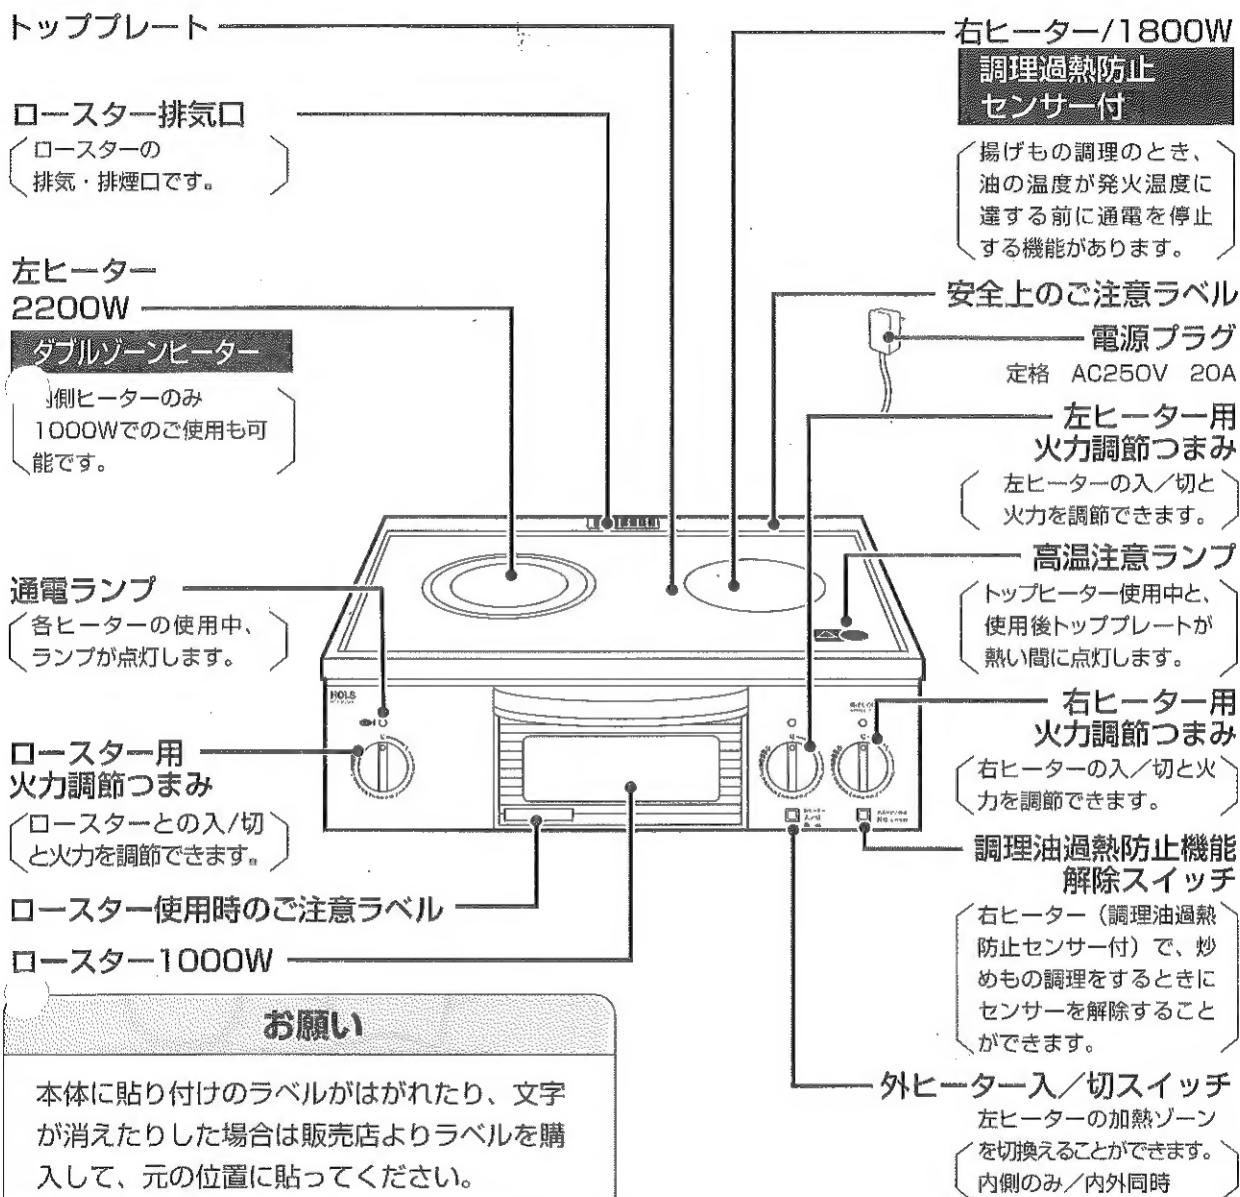 トッププレート
ロースター排気口
ロースターの
排気・排煙口です。
左ヒーター
2200W
ダブルゾーンヒーター
側ヒーターのみ
1000Wでのご使用も可
能です。
通電ランプ
各ヒーターの使用中、
ランプが点灯します。
ロースター用
火力調節つまみ
ロースターとの入/切
と火力を調節できます。
ロースター使用時のご注意ラベル
ロースター1000W
お願い
本体に貼り付けのラベルがはがれたり、文字
が消えたりした場合は販売店よりラベルを購
入して、元の位置に貼ってください。
HOLS
右ヒーター/1800W
調理過熱防止
センサー付
揚げもの調理のとき、
油の温度が発火温度に
達する前に通電を停止
する機能があります。
安全上のご注意ラベル
電源プラグ
定格 AC250V 20A
左ヒーター用
火力調節つまみ
左ヒーターの入/切と
火力を調節できます。
高温注意ランプ
トップヒーター使用中と、
使用後トッププレートが
熱い間に点灯します。
右ヒーター用
火力調節つまみ
右ヒーターの入/切と火
力を調節できます。
調理油過熱防止機能
解除スイッチ
右ヒーター(調理油過熱
防止センサー付)で、炒
めもの調理をするときに
センサーを解除すること
ができます。
外ヒーター入/切スイッチ
左ヒーターの加熱ゾーン
を切換えることができます。
内側のみ/内外同時